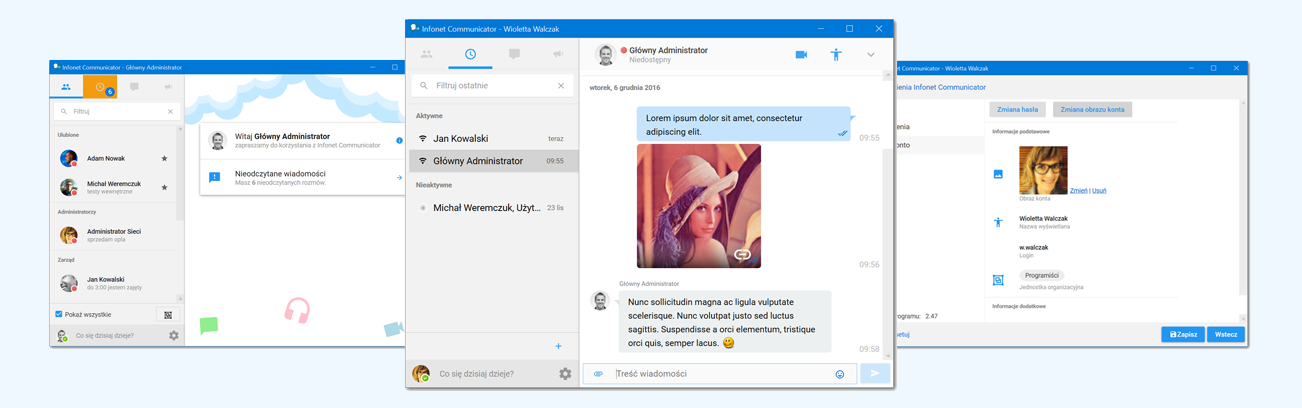 Infonet Communicator - Główny Administrator
6
Filtruj
Ulubione
Adam Nowak
Michał Weremczuk
testy wewnętrzne
Administratorzy
Administrator Sieci
sprzedam opla
Zarząd
Jan Kowalski
do 3:00 jestem zajęty
Pokaż wszystkie
Co się dzisiaj dzieje?
Witaj Główny Administrator
zapraszamy do korzystania z Infonet Communicator
Nieodczytane wiadomości
Masz 6 nieodczytanych rozmów.
Infonet Communicator - Wioletta Walczak
Filtruj ostatnie
Aktywne
Jan Kowalski teraz
Główny Administrator 09:55
Nieaktywne
Michał Weremczuk, Użyt... 23 lis
Co się dzisiaj dzieje?
Główny Administrator
Niedostępny
wtorek, 6 grudnia 2016
Lorem ipsum dolor sit amet, consectetur
adipiscing elit.
09:55
09:56
Główny Administrator
Nunc sollicitudin magna ac ligula vulputate
scelerisque. Nunc volutpat justo sed luctus
sagittis. Suspendisse a orci elementum, tristique
orci quis, semper lacus.
09:58
Treść wiadomości
net Communicator - Wioletta Walczak
ienia Infonet Communicator
enia
onto
Zmiana hasła Zmiana obrazu konta
Informacje podstawowe
Zmień | Usuń
Obraz konta
Wioletta Walczak
Nazwa wyświetlana
w.walczak
Login
Programiści
Jednostka organizacyjna
Informacje dodatkowe
rogramu: 2.47
etuj
Zapisz Wstecz